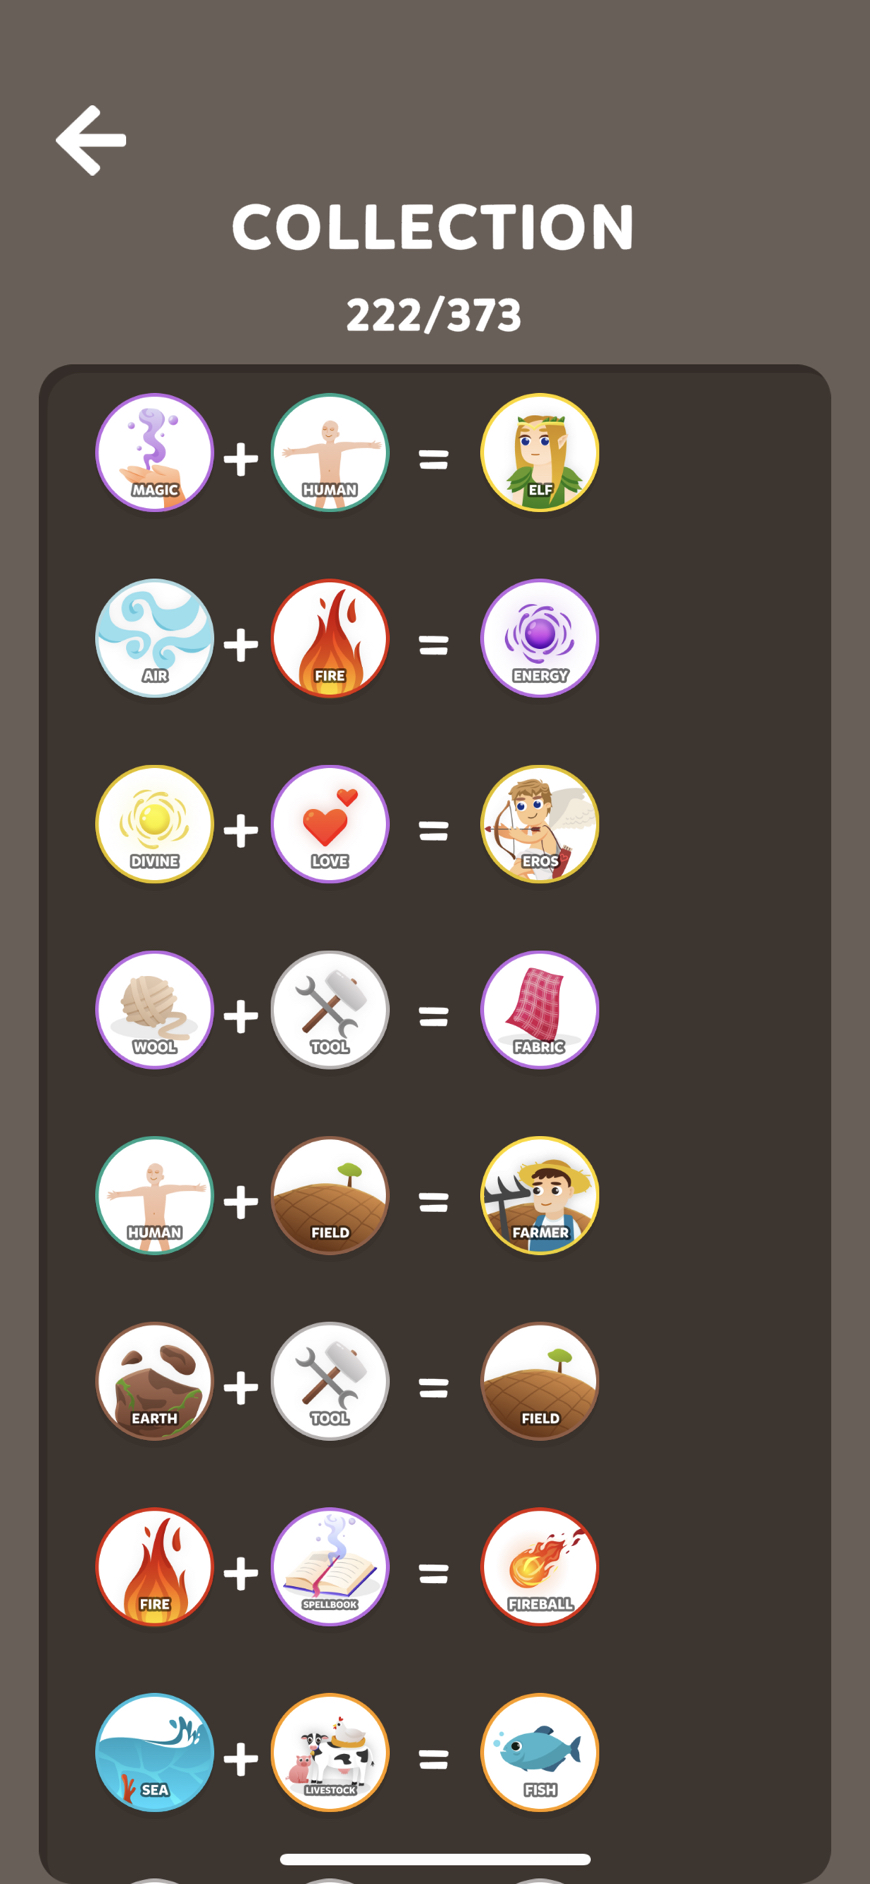 COLLECTION
222/373
MAGIC + HUMAN = ELF
AIR + FIRE = ENERGY
DIVINE + LOVE = EROS
WOOL + TOOL = FABRIC
HUMAN + FIELD = FARMER
EARTH + TOOL = FIELD
FIRE + SPELLBOOK = FIREBALL
SEA + LIVESTOCK = FISH